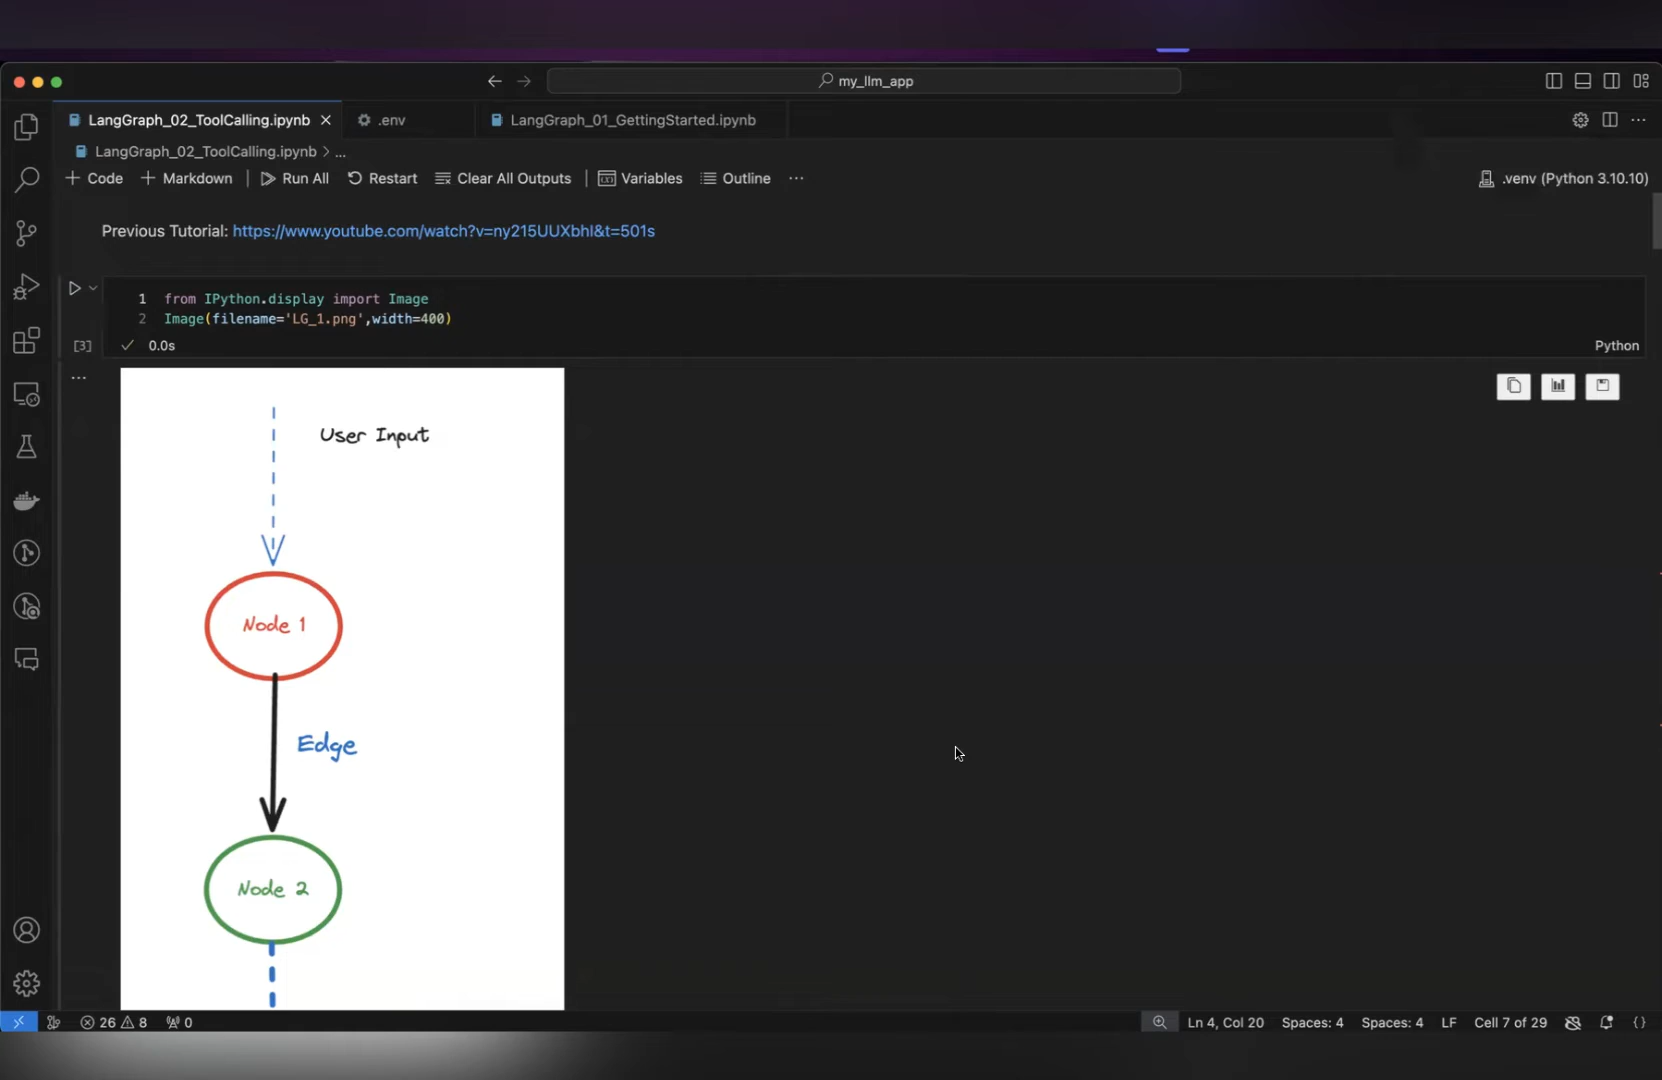 my_llm_app
LangGraph_02_ToolCalling.ipynb
.env
LangGraph_01_GettingStarted.ipynb
LangGraph_02_ToolCalling.ipynb > ...
+ Code + Markdown Run All Restart Clear All Outputs Variables Outline ...
.venv (Python 3.10.10)
Previous Tutorial: https://www.youtube.com/watch?v=ny215UUXbhI&t=501s
1 from IPython.display import Image
2 Image(filename='LG_1.png',width=400)
[3] 0.0s Python
User Input
Node 1
Edge
Node 2
26 8 0 Ln 4, Col 20 Spaces: 4 Spaces: 4 LF Cell 7 of 29